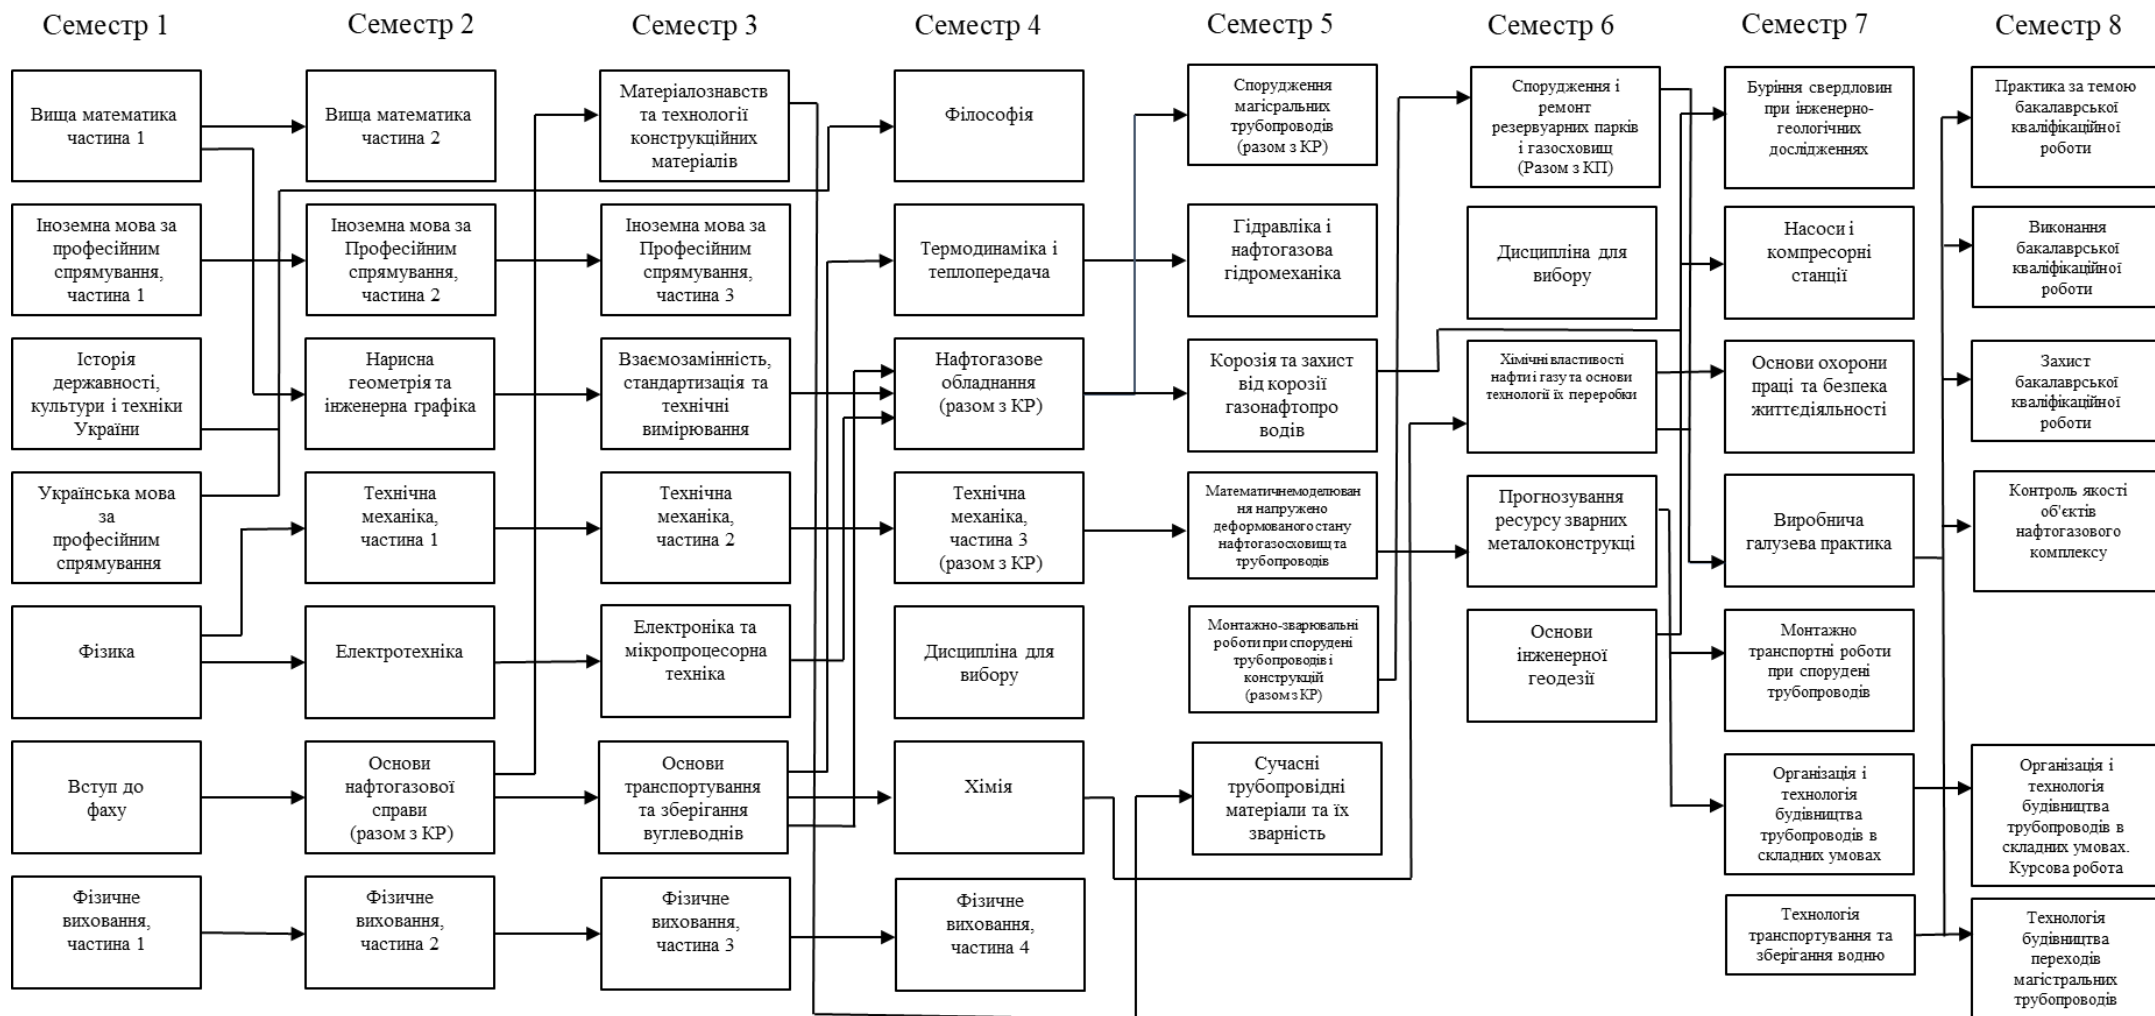 Семестр 1
Семестр 2
Семестр 3
Семестр 4
Семестр 5
Семестр 6
Семестр 7
Семестр 8
Вища математика
частина 1
Іноземна мова за
професійним
спрямування,
частина 1
Історія
державності,
культури і техніки
України
Українська мова
за
професійним
спрямування
Фізика
Вступ до
фаху
Фізичне
виховання,
частина 1
Вища математика
частина 2
Іноземна мова за
Професійним
спрямування,
частина 2
Нарисна
геометрія та
інженерна графіка
Технічна
механіка,
частина 1
Електротехніка
Основи
нафтогазової
справи
(разом з КР)
Фізичне
виховання,
частина 2
Матеріалознавств
та технології
конструкційних
матеріалів
Іноземна мова за
Професійним
спрямування,
частина 3
Взаємозамінність,
стандартизація та
технічні
вимірювання
Технічна
механіка,
частина 2
Електроніка та
мікропроцесорна
техніка
Основи
транспортування
та зберігання
вуглеводнів
Фізичне
виховання,
частина 3
Філософія
Термодинаміка і
теплопередача
Нафтогазове
обладнання
(разом з КР)
Технічна
механіка,
частина 3
(разом з КР)
Дисципліна для
вибору
Хімія
Фізичне
виховання,
частина 4
Спорудження
магісральних
трубопроводів
(разом з КР)
Гідравліка і
нафтогазова
гідромеханіка
Корозія та захист
від корозії
газонафтопро
водів
Математичнемоделюван
ня напружено
деформованого стану
нафтогазосховищ та
трубопроводів
Монтажно-зварювальні
роботи при спорудені
трубопроводів і
конструкцій
(разом з КР)
Сучасні
трубопровідні
матеріали та їх
зварність
Спорудження і
ремонт
резервуарних парків
і газосховищ
(Разом з КП)
Дисципліна для
вибору
Хімічні властивості
нафти і газу та основи
технології їх переробки
Прогнозування
ресурсу зварних
металоконструкці
Основи
інженерної
геодезії
Буріння свердловин
при інженерно-
геологічних
дослідженнях
Насоси і
компресорні
станції
Основи охорони
праці та безпека
життєдіяльності
Виробнича
галузева практика
Монтажно
транспортні роботи
при спорудені
трубопроводів
Організація і
технологія
будівництва
трубопроводів в
складних умовах
Технологія
транспортування та
зберігання водню
Практика за темою
бакалаврської
кваліфікаційної
роботи
Виконання
бакалаврської
кваліфікаційної
роботи
Захист
бакалаврської
кваліфікаційної
роботи
Контроль якості
об'єктів
нафтогазового
комплексу
Організація і
технологія
будівництва
трубопроводів в
складних умовах.
Курсова робота
Технологія
будівництва
переходів
магістральних
трубопроводів